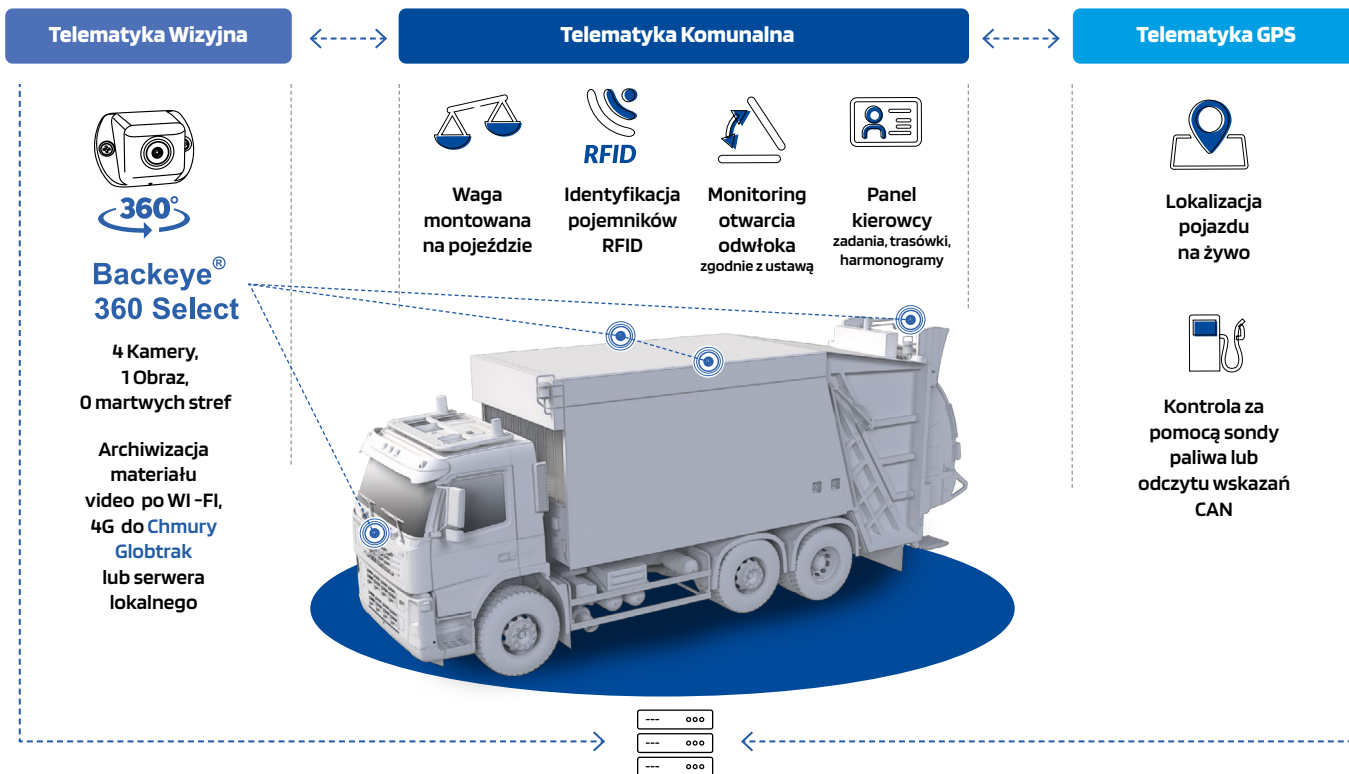 Telematyka Wizyjna
Telematyka Komunalna
Telematyka GPS
360°
Backeye®
360 Select
4 Kamery,
1 Obraz,
0 martwych stref
Archiwizacja
materiału
video po WI -FI,
4G do Chmury
Globtrak
lub serwera
lokalnego
Waga
montowana
na pojeździe
RFID
Identyfikacja
pojemników
RFID
Monitoring
otwarcia
odwłoka
zgodnie z ustawą
Panel
kierowcy
zadania, trasówki,
harmonogramy
Lokalizacja
pojazdu
na żywo
Kontrola za
pomocą sondy
paliwa lub
odczytu wskazań
CAN